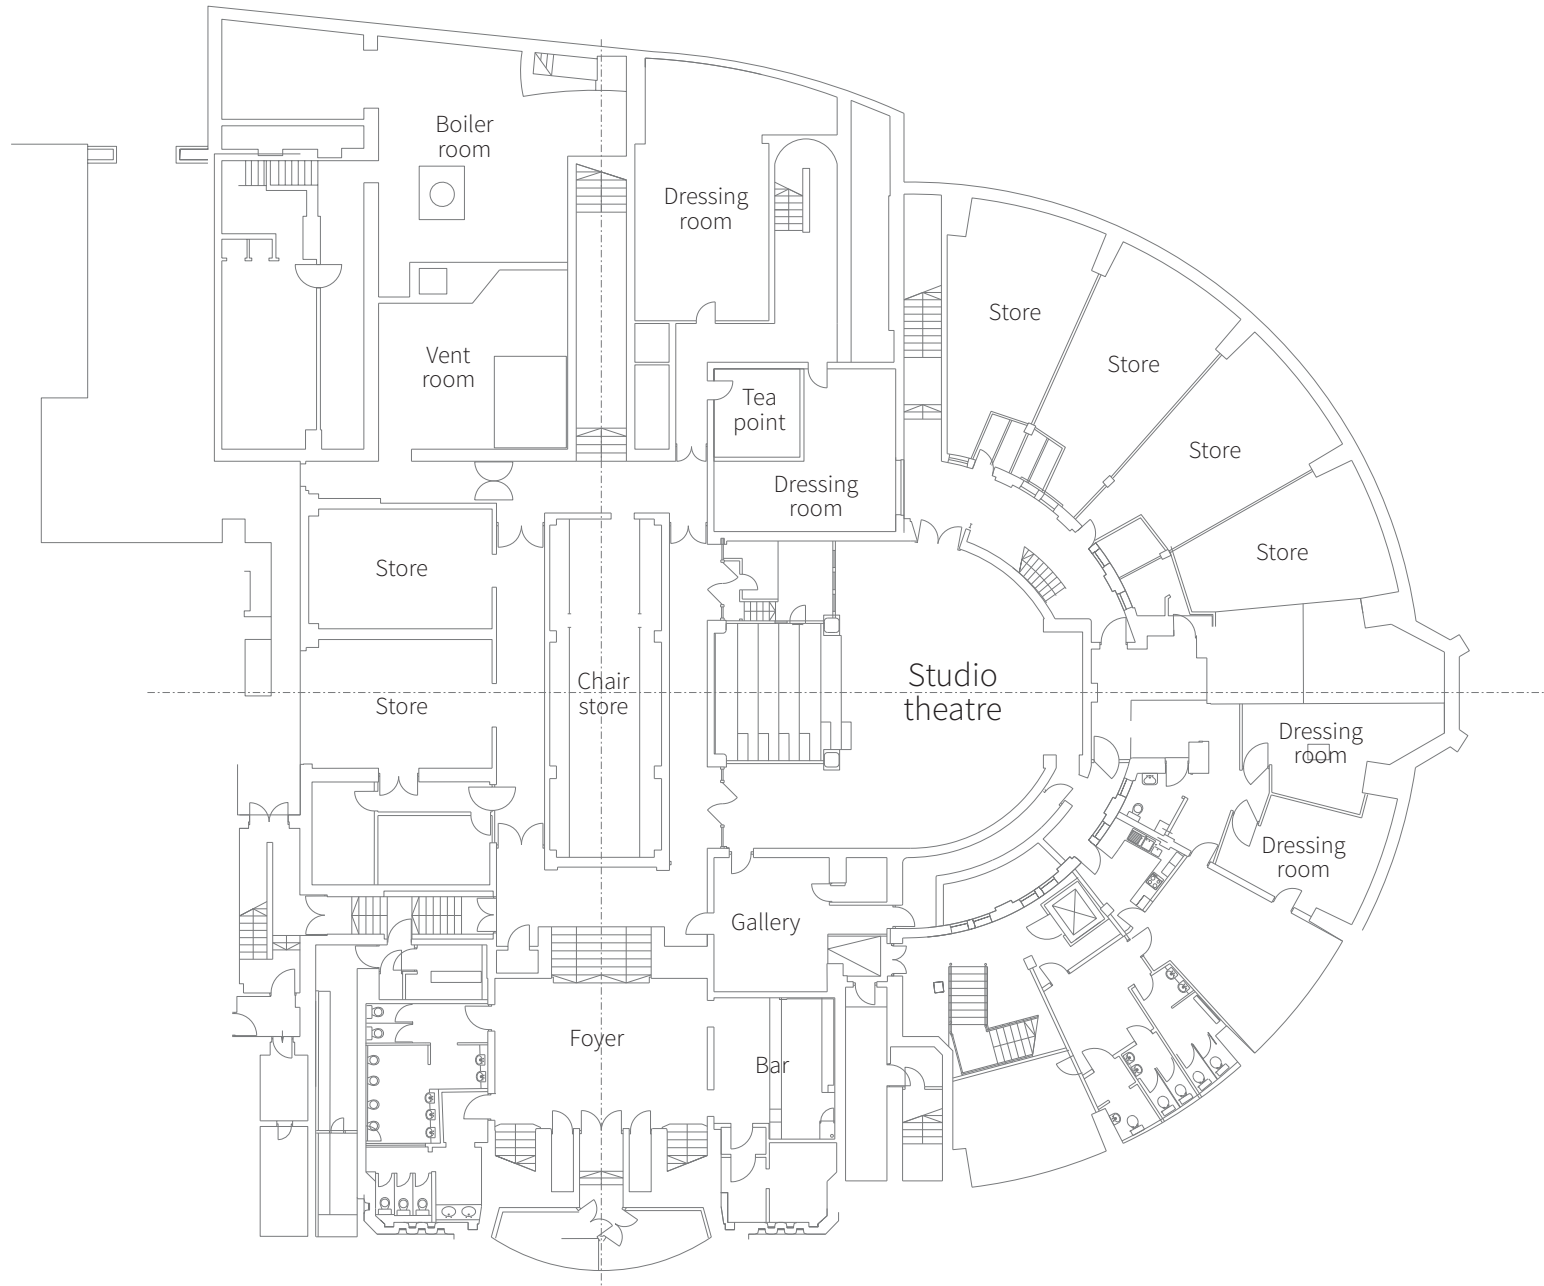 Boiler
room
Dressing
room
Store
Vent
room
Store
Tea
point
Store
Dressing
room
Store
Store
Chair
store
Studio
theatre
Store
Dressing
room
Dressing
room
Gallery
Foyer
Bar